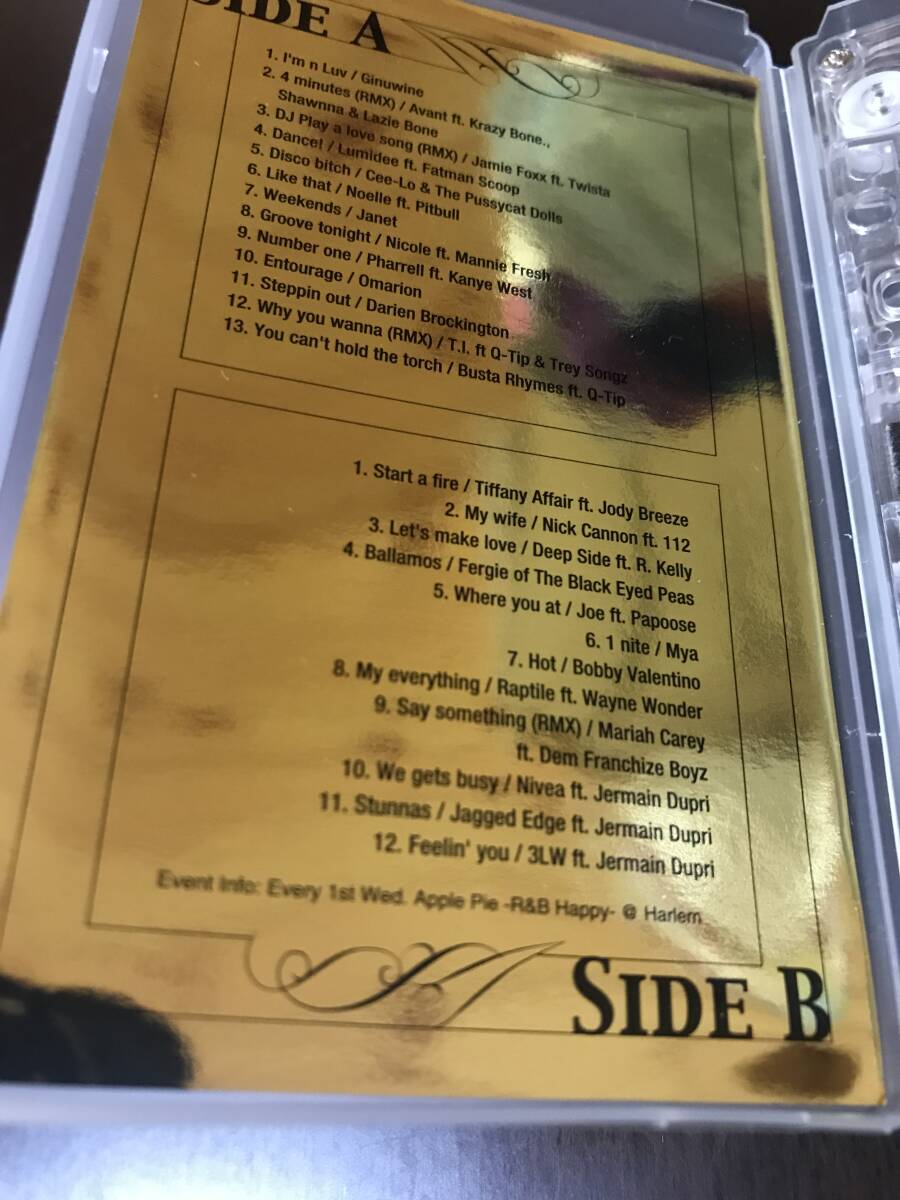 SIDE A
1. I'm n Luv / Ginuwine
2. 4 minutes (RMX) / Avant ft. Krazy Bone.,
Shawnna & Lazie Bone
3. DJ Play a love song (RMX) / Jamie Foxx ft. Twista
4. Dance! / Lumidee ft. Fatman Scoop
5. Disco bitch / Cee-Lo & The Pussycat Dolls
6. Like that / Noelle ft. Pitbull
7. Weekends / Janet
8. Groove tonight / Nicole ft. Mannie Fresh
9. Number one / Pharrell ft. Kanye West
10. Entourage / Omarion
11. Steppin out / Darien Brockington
12. Why you wanna (RMX) / T.I. ft Q-Tip & Trey Songz
13. You can't hold the torch / Busta Rhymes ft. Q-Tip
1. Start a fire / Tiffany Affair ft. Jody Breeze
2. My wife / Nick Cannon ft. 112
3. Let's make love / Deep Side ft. R. Kelly
4. Ballamos / Fergie of The Black Eyed Peas
5. Where you at / Joe ft. Papoose
6. 1 nite / Mya
7. Hot / Bobby Valentino
8. My everything / Raptile ft. Wayne Wonder
9. Say something (RMX) / Mariah Carey
ft. Dem Franchize Boyz
10. We gets busy / Nivea ft. Jermain Dupri
11. Stunnas / Jagged Edge ft. Jermain Dupri
12. Feelin' you / 3LW ft. Jermain Dupri
Event Info: Every 1st Wed. Apple Pie -R&B Happy- @ Harlem
SIDE B